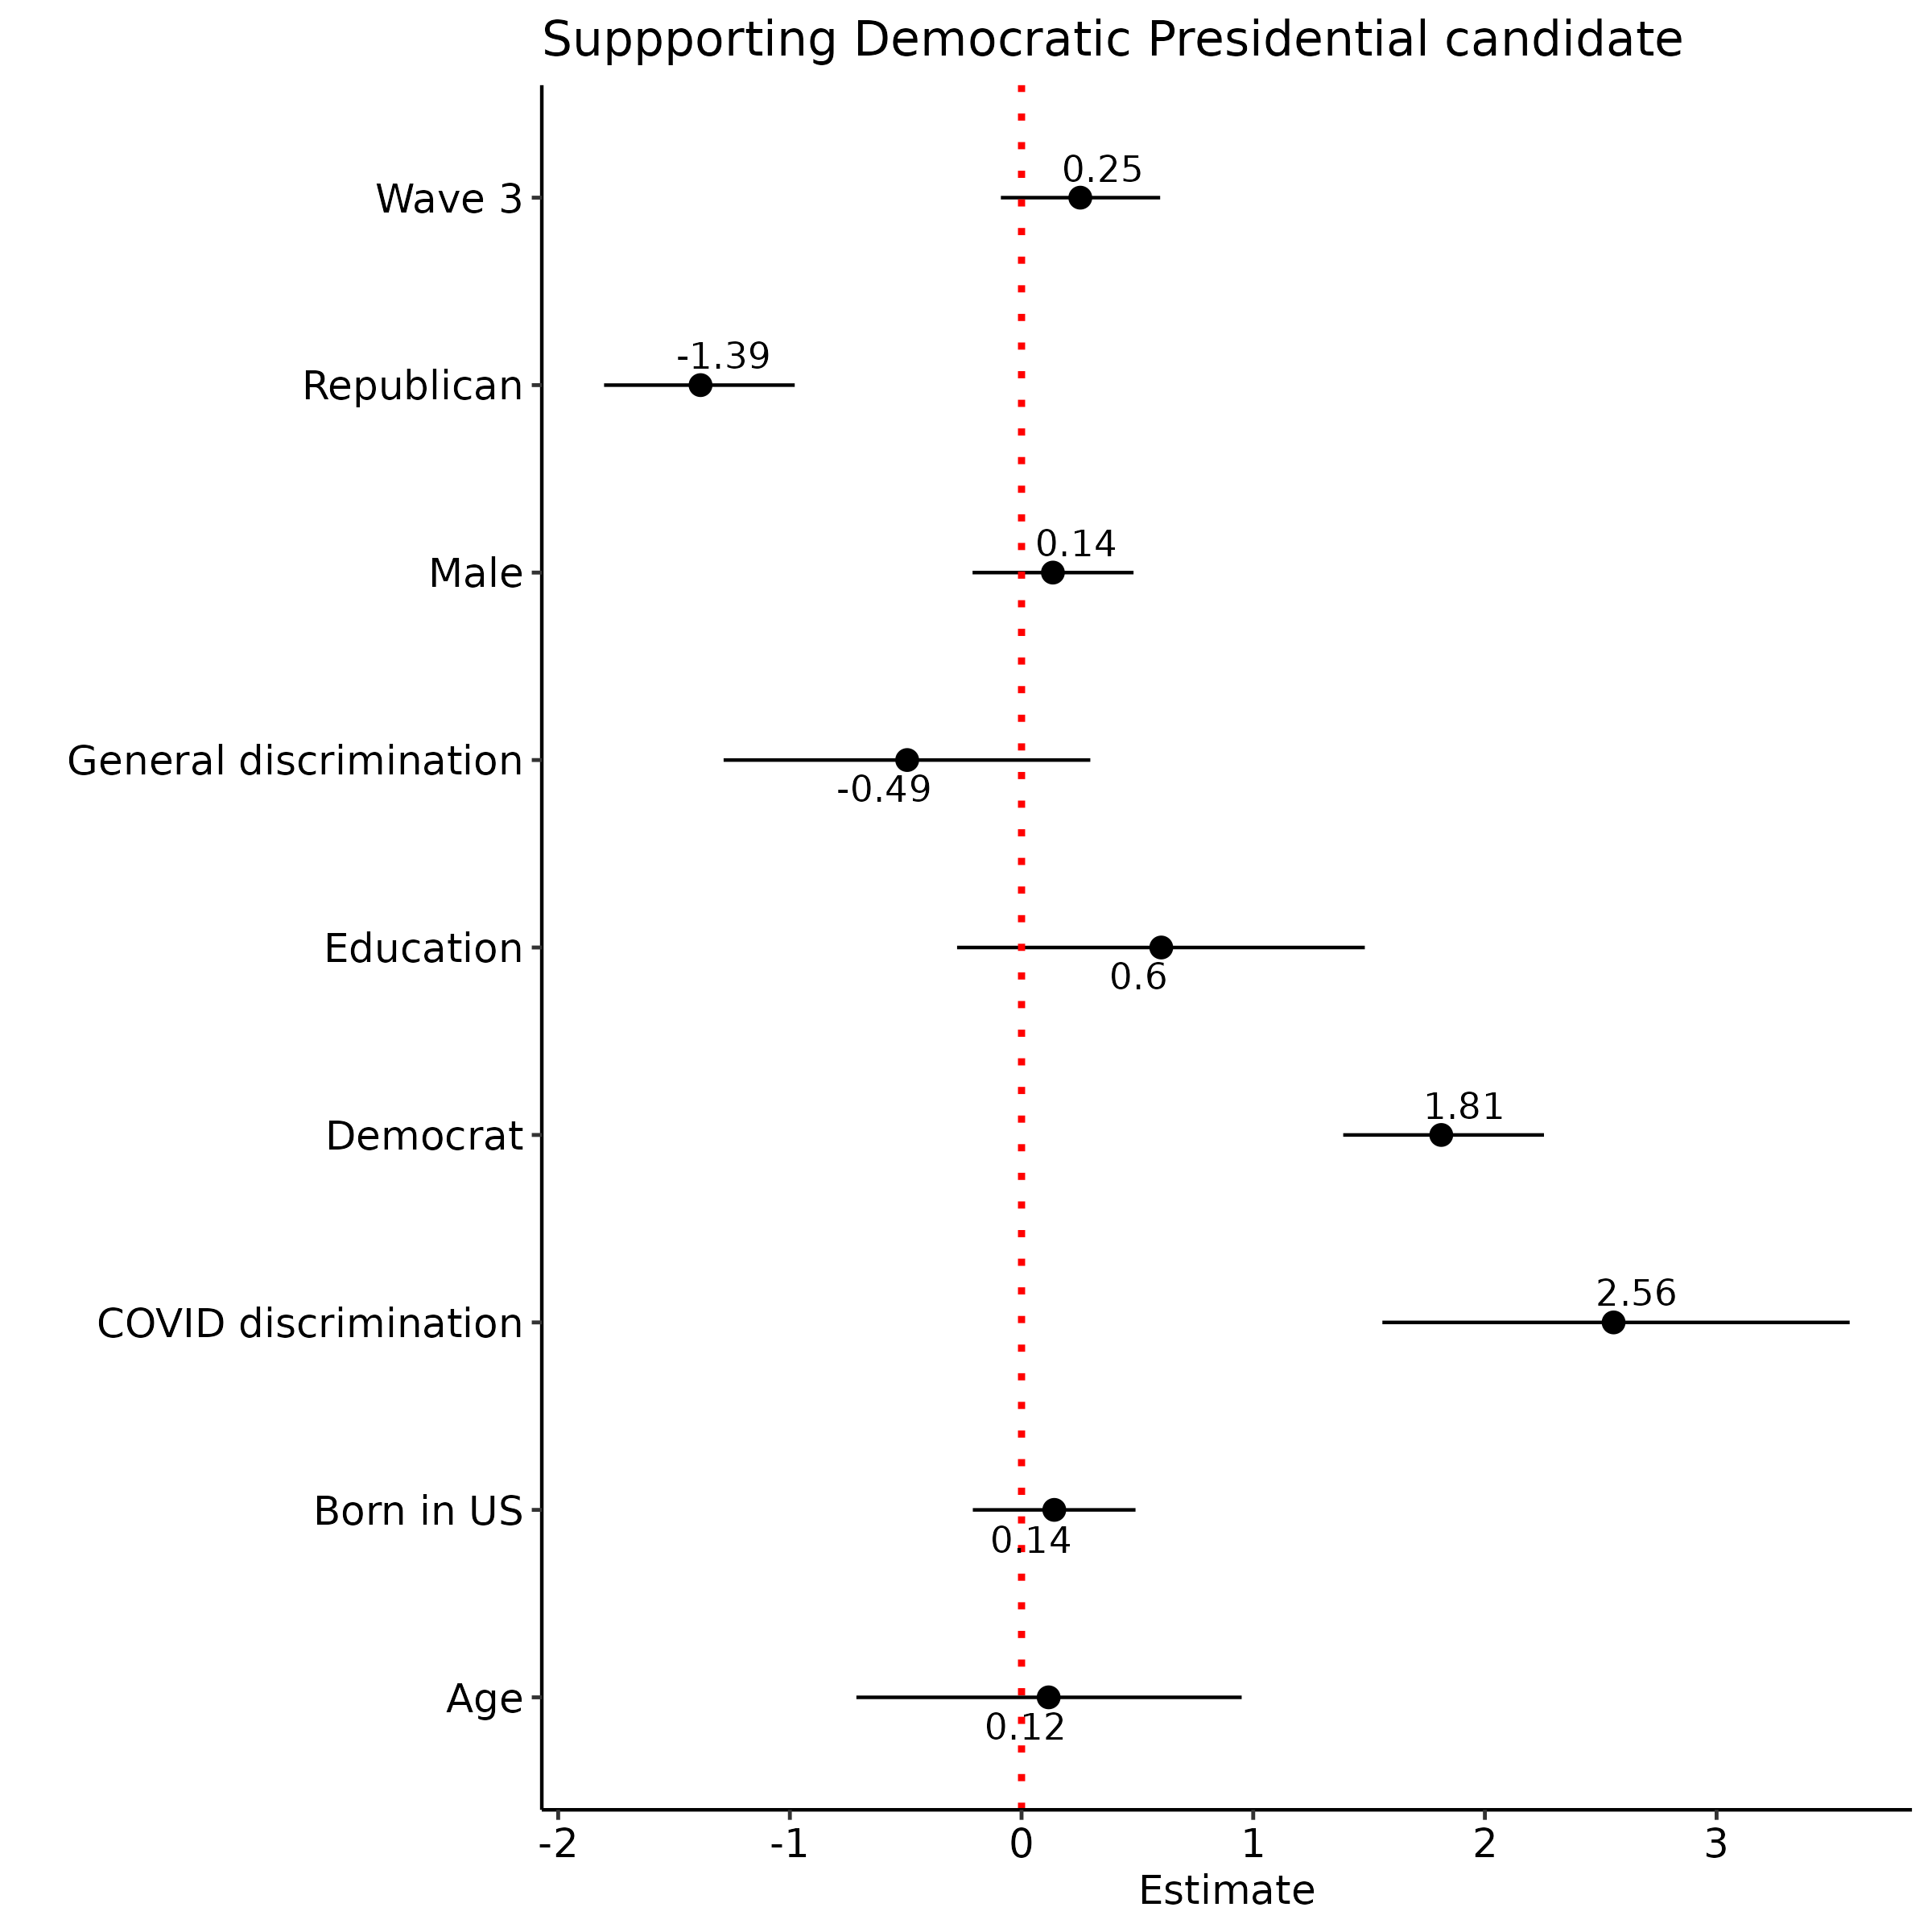 Suppporting Democratic Presidential candidate
Wave 3
0.25
Republican
-1.39
Male
0.14
General discrimination
-0.49
Education
0.6
Democrat
1.81
COVID discrimination
2.56
Born in US
0.14
Age
0.12
-2 -1 0 1 2 3
Estimate